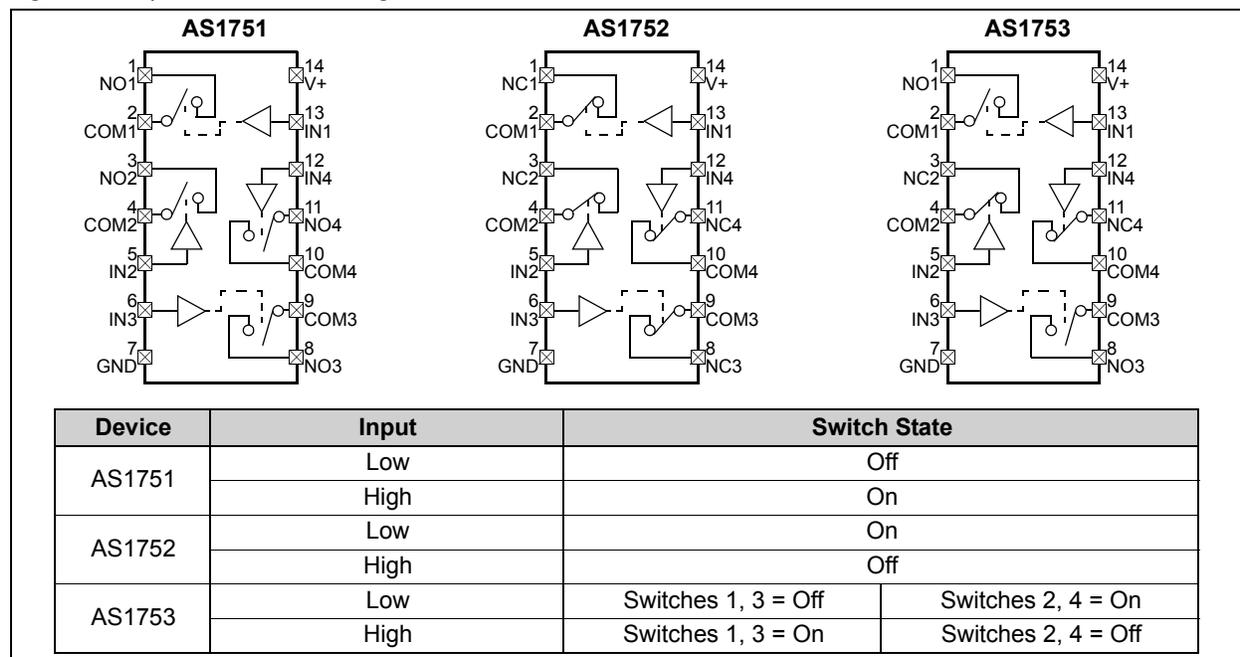 AS1751
1
NO1
14
V+
2
COM1
13
IN1
3
NO2
12
IN4
4
COM2
11
NO4
5
IN2
10
COM4
6
IN3
9
COM3
7
GND
8
NO3
AS1752
1
NC1
14
V+
2
COM1
13
IN1
3
NC2
12
IN4
4
COM2
11
NC4
5
IN2
10
COM4
6
IN3
9
COM3
7
GND
8
NC3
AS1753
1
NO1
14
V+
2
COM1
13
IN1
3
NC2
12
IN4
4
COM2
11
NC4
5
IN2
10
COM4
6
IN3
9
COM3
7
GND
8
NO3
Device Input Switch State
AS1751
Low Off
High On
AS1752
Low On
High Off
AS1753
Low Switches 1, 3 = Off Switches 2, 4 = On
High Switches 1, 3 = On Switches 2, 4 = Off